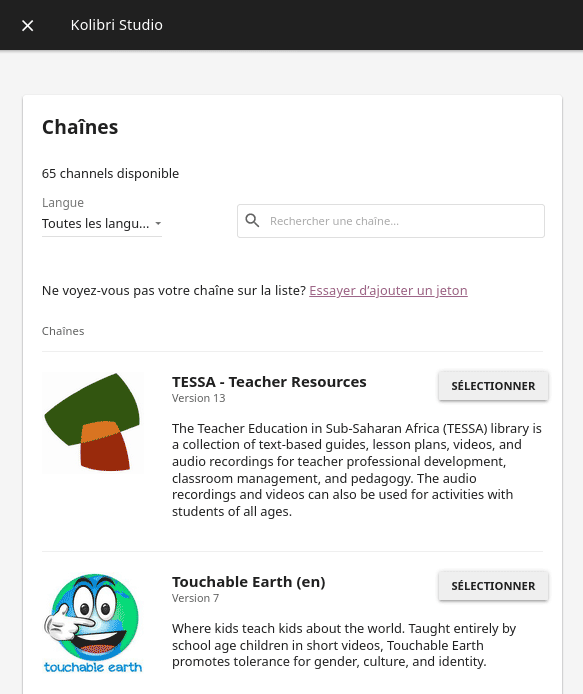 Kolibri Studio
Chaînes
65 channels disponible
Langue
Toutes les langu...
Rechercher une chaîne...
Ne voyez-vous pas votre chaîne sur la liste? Essayer d'ajouter un jeton
Chaînes
TESSA - Teacher Resources
SÉLECTIONNER
Version 13
The Teacher Education in Sub-Saharan Africa (TESSA) library is
a collection of text-based guides, lesson plans, videos, and
audio recordings for teacher professional development,
classroom management, and pedagogy. The audio
recordings and videos can also be used for activities with
students of all ages.
Touchable Earth (en)
SÉLECTIONNER
Version 7
Where kids teach kids about the world. Taught entirely by
school age children in short videos, Touchable Earth
promotes tolerance for gender, culture, and identity.
touchable earth